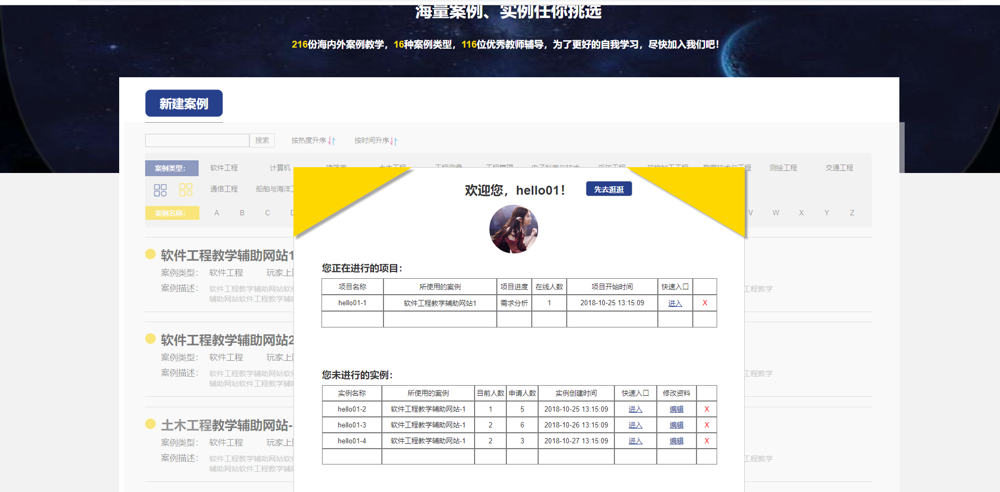 海量案例、实例任你挑选
216份海内外案例教学，16种案例类型，116位优秀教师辅导，为了更好的自我学习，尽快加入我们吧！
新建案例
搜索 按热度升序 按时间升序
案例类型： 软件工程 计算机 建筑学 土木工程 工程测量 工程管理 电子科学与技术 采矿工程 矿物加工工程 勘察技术与工程 测绘工程 交通工程
通信工程 船舶与海洋工
案例名称： A B C D V W X Y Z
欢迎您，hello01！ 先去逛逛
软件工程教学辅助网站1
案例类型： 软件工程 玩家上限
案例描述： 软件工程教学辅助网站软件 工程教学
辅助网站软件工程教学辅
软件工程教学辅助网站2
案例类型： 软件工程 玩家上限
案例描述： 软件工程教学辅助网站软件 工程教学
辅助网站软件工程教学辅
土木工程教学辅助网站-
案例类型： 软件工程 玩家上限
案例描述： 软件工程教学辅助网站软件 工程教学
辅助网站软件工程教学辅
您正在进行的项目：
项目名称 所使用的案例 项目进度 在线人数 项目开始时间 快速入口
hello01-1 软件工程教学辅助网站1 需求分析 1 2018-10-25 13:15:09 进入 X
您未进行的实例：
实例名称 所使用的案例 目前人数 申请人数 实例创建时间 快速入口 修改资料
hello01-2 软件工程教学辅助网站-1 1 5 2018-10-25 13:15:09 进入 编辑 X
hello01-3 软件工程教学辅助网站-1 2 6 2018-10-26 13:15:09 进入 编辑 X
hello01-4 软件工程教学辅助网站-1 2 3 2018-10-27 13:15:09 进入 编辑 X